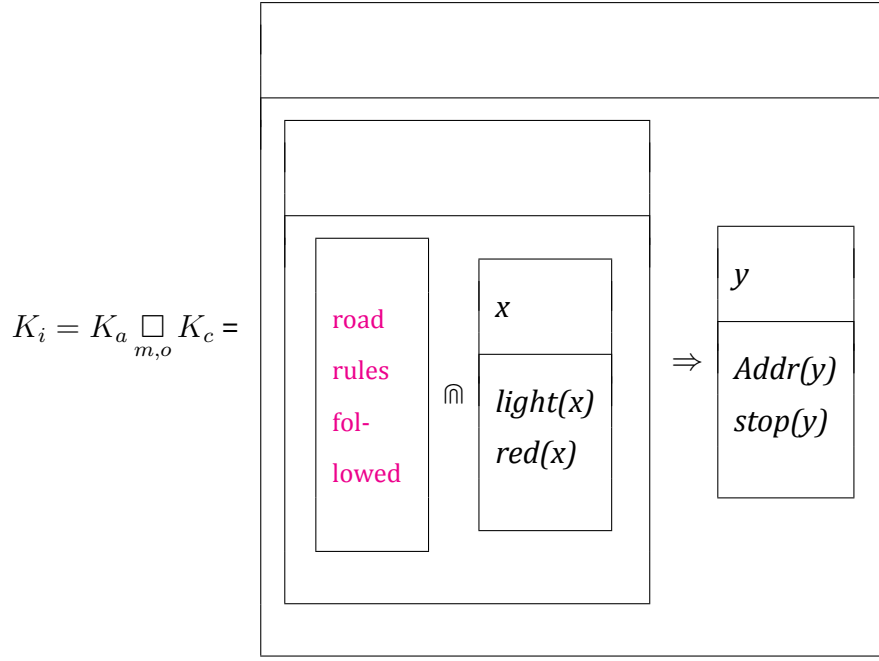 K_i = K_a □_{m,o} K_c =
road
rules
fol-
lowed
⋒
x
light(x)
red(x)
⇒
y
Addr(y)
stop(y)